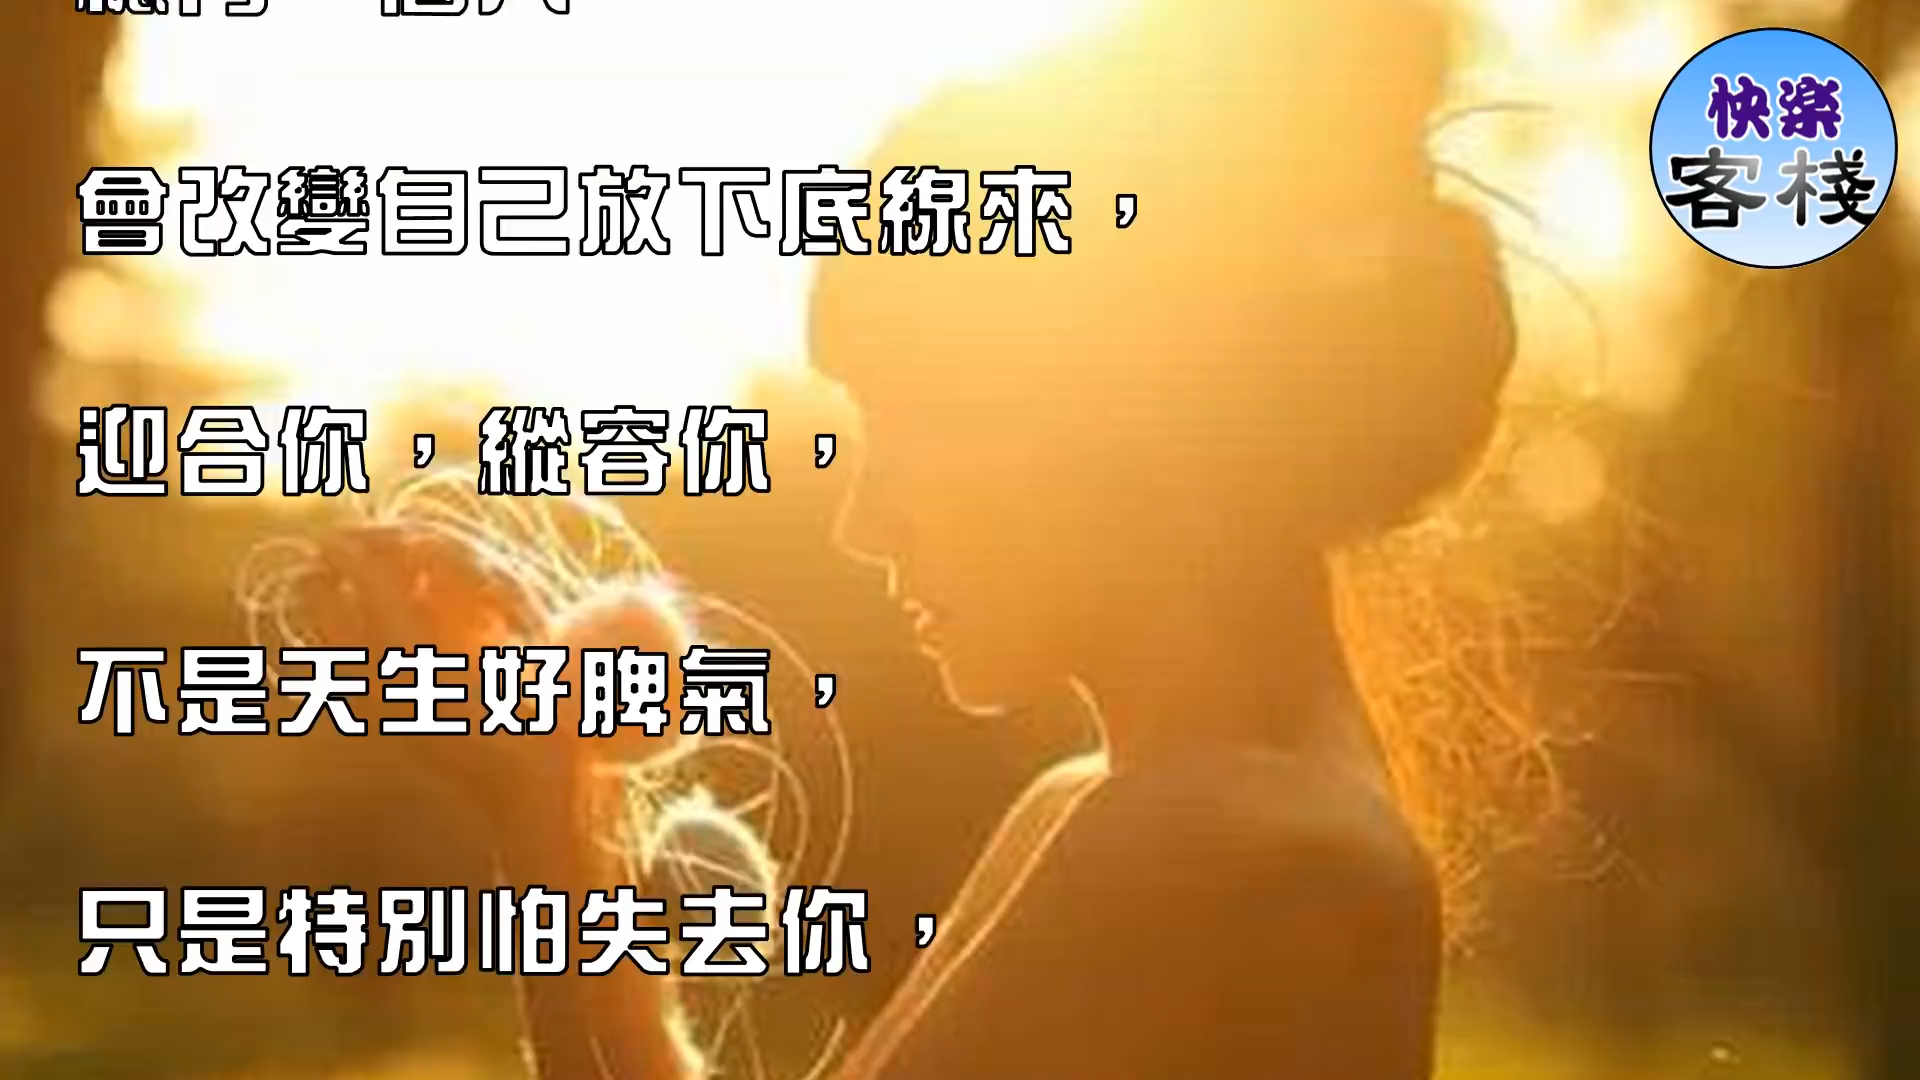 會改變自己放下底線來，
迎合你，縱容你，
不是天生好脾氣，
只是特別怕失去你，
快樂
客棧